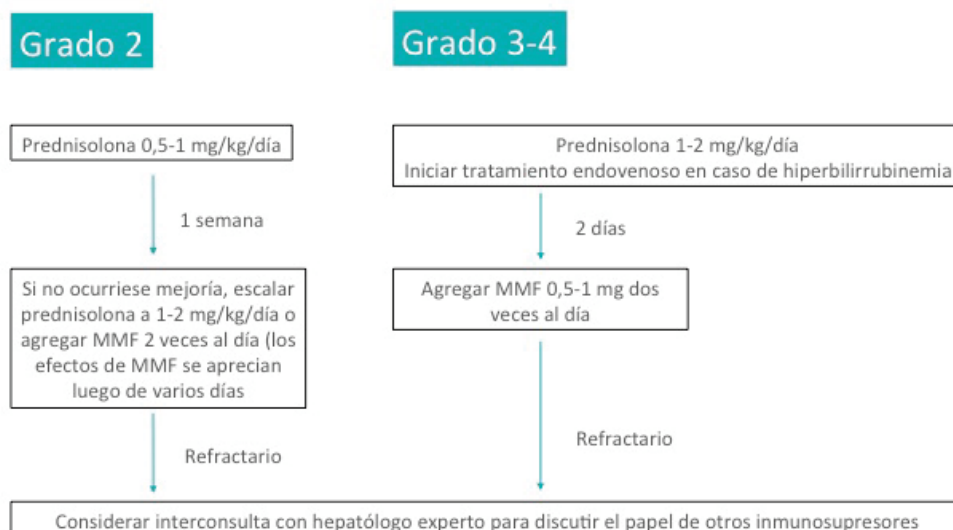 Grado 2
Grado 3-4
Prednisolona 0,5-1 mg/kg/día
Prednisolona 1-2 mg/kg/día
Iniciar tratamiento endovenoso en caso de hiperbilirrubinemia
1 semana
2 días
Si no ocurriese mejoría, escalar
prednisolona a 1-2 mg/kg/día o
agregar MMF 2 veces al día (los
efectos de MMF se aprecian
luego de varios días
Agregar MMF 0,5-1 mg dos
veces al día
Refractario
Refractario
Considerar interconsulta con hepatólogo experto para discutir el papel de otros inmunosupresores